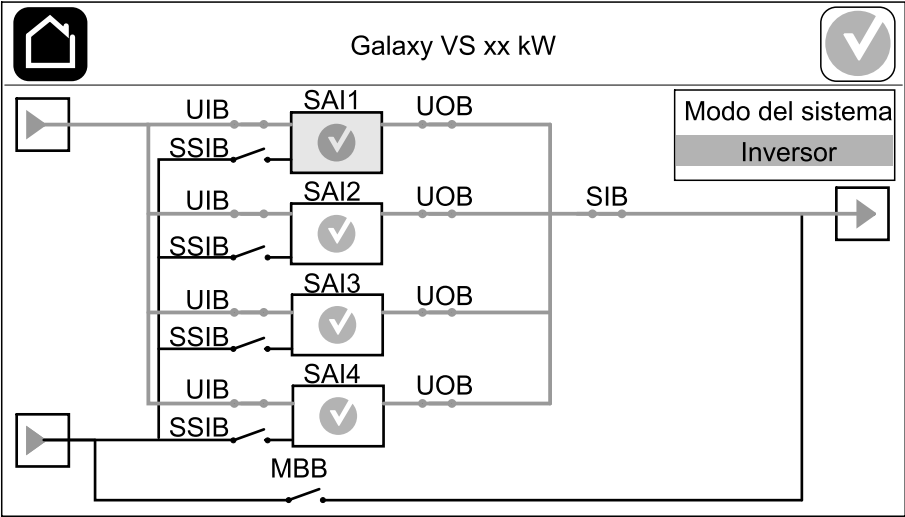 Galaxy VS xx kW
UIB
SAI1
UOB
Modo del sistema
SSIB
Inversor
UIB
SAI2
UOB
SIB
SSIB
UIB
SAI3
UOB
SSIB
UIB
SAI4
UOB
SSIB
MBB